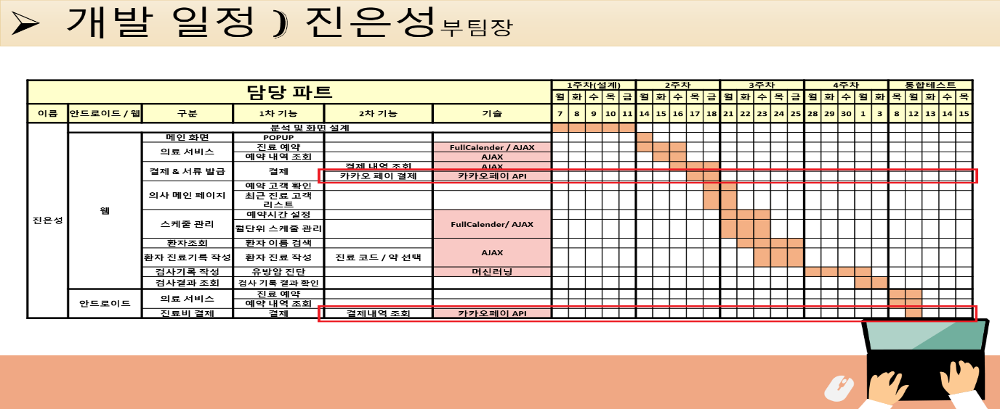 ➢ 개발 일정 ) 진은성부팀장
담당 파트 1주차(설계) 2주차 3주차 4주차 통합테스트
월 화 수 목 금 월 화 수 목 금 월 화 수 목 금 월 화 수 월 화 목 월 화 수 목
이름 안드로이드 / 웹 구분 1차 기능 2차 기능 기술 7 8 9 10 11 14 15 16 17 18 21 22 23 24 25 28 29 30 1 3 8 12 13 14 15
분석 및 화면 설계
메인 화면 POPUP
의료 서비스 진료 예약 FullCalender / AJAX
예약 내역 조회 AJAX
결제 & 서류 발급 결제 결제 내역 조회 AJAX
카카오 페이 결제 카카오페이 API
의사 메인 페이지 예약 고객 확인
최근 진료 고객
리스트
진은성 웹
스케줄 관리 예약시간 설정 FullCalender/ AJAX
월단위 스케줄 관리
환자조회 환자 이름 검색 AJAX
환자 진료기록 작성 환자 진료 작성 진료 코드 / 약 선택
검사기록 작성 유방암 진단 머신러닝
검사결과 조회 검사 기록 결과 확인
안드로이드 의료 서비스 진료 예약
예약 내역 조회
진료비 결제 결제 결제내역 조회 카카오페이 API